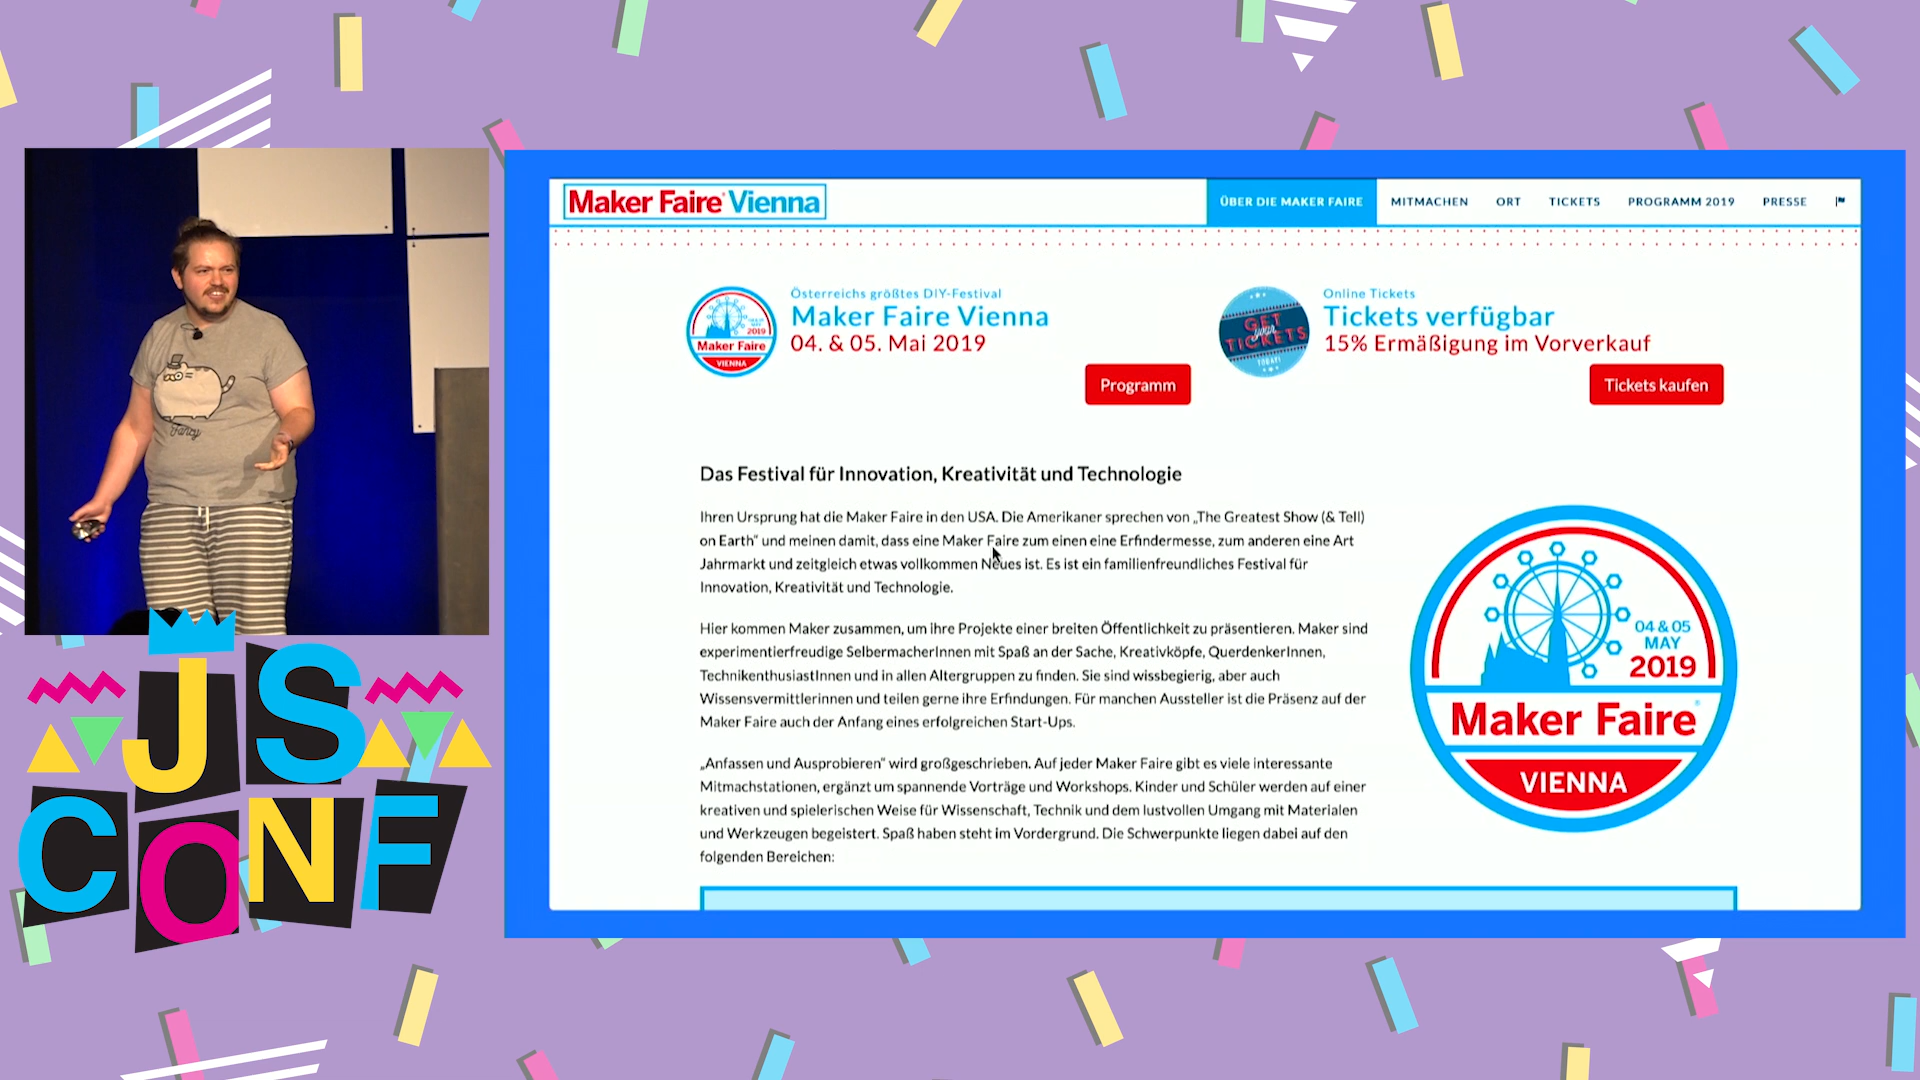 Maker Faire Vienna
ÜBER DIE MAKER FAIRE
MITMACHEN
ORT
TICKETS
PROGRAMM 2019
PRESSE
Österreichs größtes DIY-Festival
Maker Faire Vienna
04. & 05. Mai 2019
Programm
2019
Maker Faire
VIENNA
GET
your
TICKETS
TODAY!
Online Tickets
Tickets verfügbar
15% Ermäßigung im Vorverkauf
Tickets kaufen
Das Festival für Innovation, Kreativität und Technologie
Ihren Ursprung hat die Maker Faire in den USA. Die Amerikaner sprechen von „The Greatest Show (& Tell)
on Earth“ und meinen damit, dass eine Maker Faire zum einen eine Erfindermesse, zum anderen eine Art
Jahrmarkt und zeitgleich etwas vollkommen Neues ist. Es ist ein familienfreundliches Festival für
Innovation, Kreativität und Technologie.
Hier kommen Maker zusammen, um ihre Projekte einer breiten Öffentlichkeit zu präsentieren. Maker sind
experimentierfreudige SelbermacherInnen mit Spaß an der Sache, Kreativköpfe, QuerdenkerInnen,
TechnikenthusiastInnen und in allen Altergruppen zu finden. Sie sind wissbegierig, aber auch
Wissensvermittlerinnen und teilen gerne ihre Erfindungen. Für manchen Aussteller ist die Präsenz auf der
Maker Faire auch der Anfang eines erfolgreichen Start-Ups.
„Anfassen und Ausprobieren“ wird großgeschrieben. Auf jeder Maker Faire gibt es viele interessante
Mitmachstationen, ergänzt um spannende Vorträge und Workshops. Kinder und Schüler werden auf einer
kreativen und spielerischen Weise für Wissenschaft, Technik und dem lustvollen Umgang mit Materialen
und Werkzeugen begeistert. Spaß haben steht im Vordergrund. Die Schwerpunkte liegen dabei auf den
folgenden Bereichen:
04 & 05
MAY
2019
Maker Faire®
VIENNA
Fancy
JS
CONF